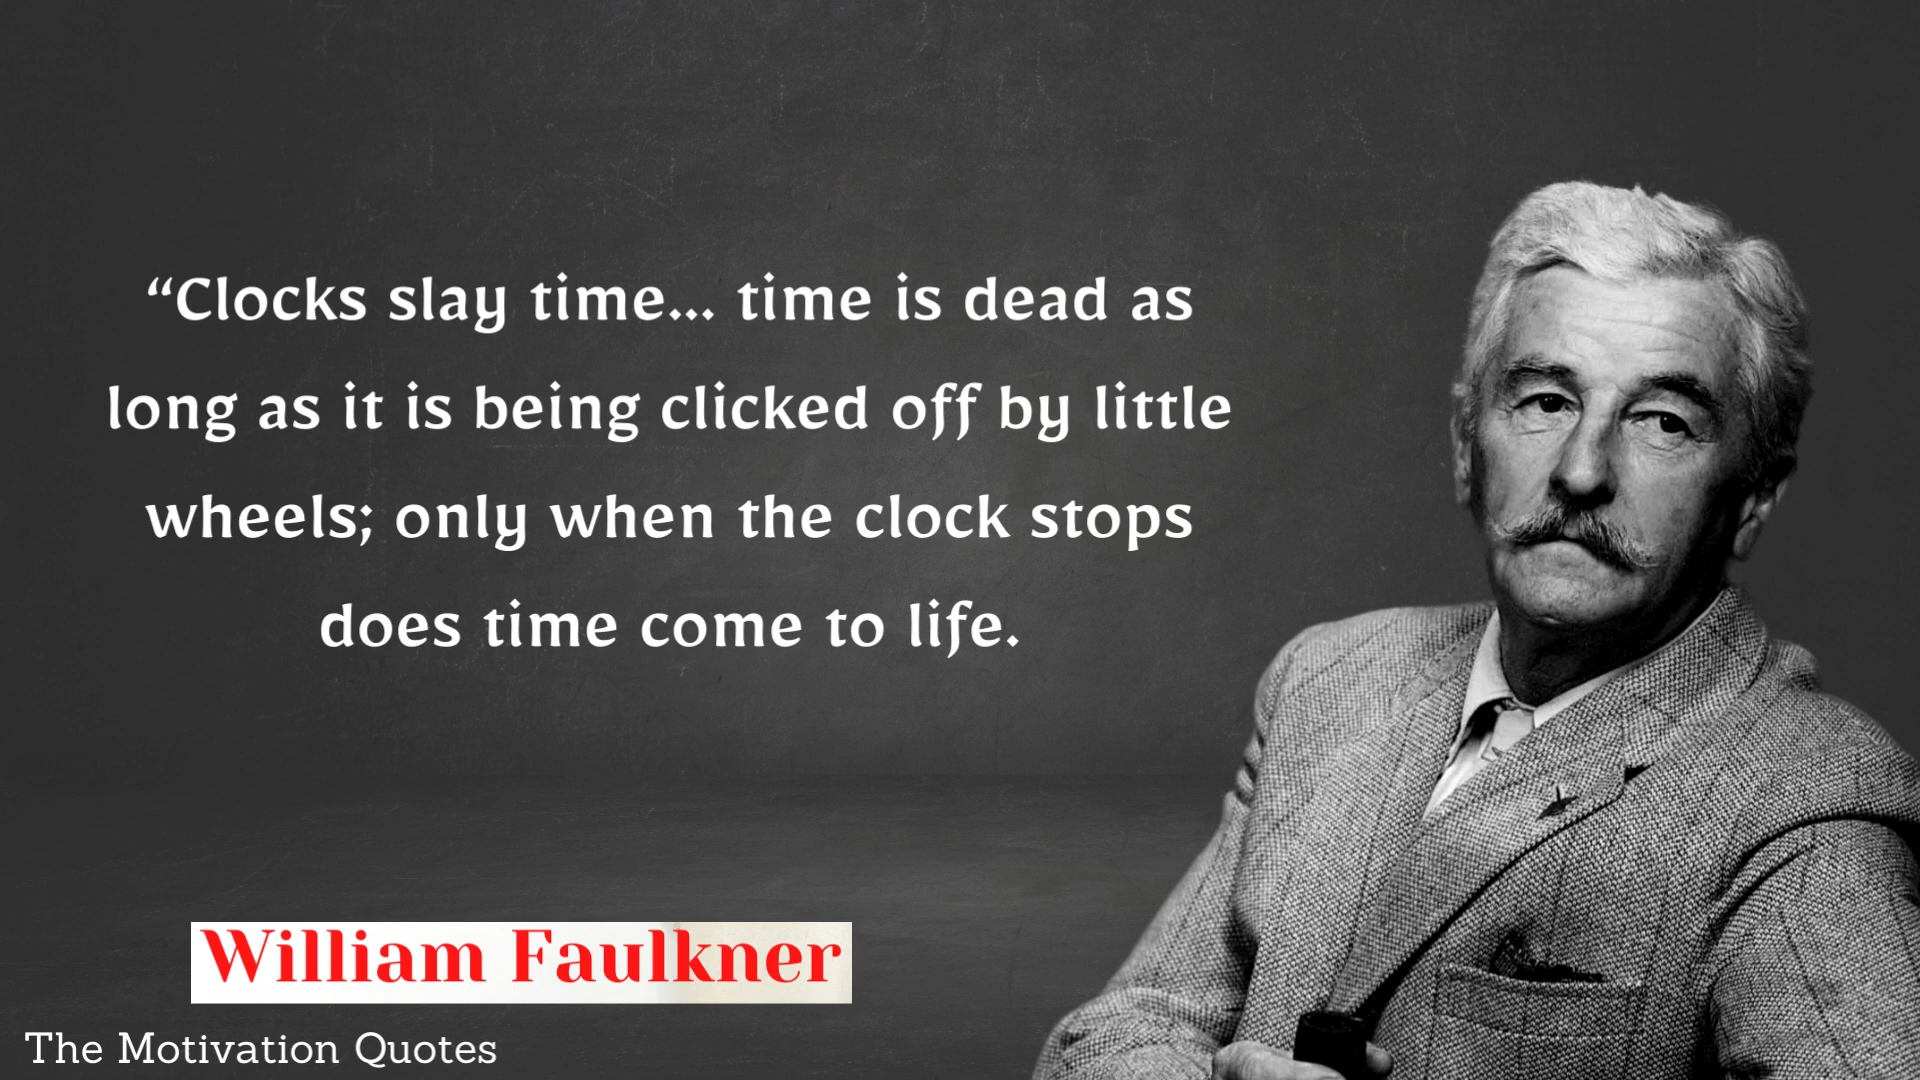 “Clocks slay time... time is dead as
long as it is being clicked off by little
wheels; only when the clock stops
does time come to life.
William Faulkner
The Motivation Quotes